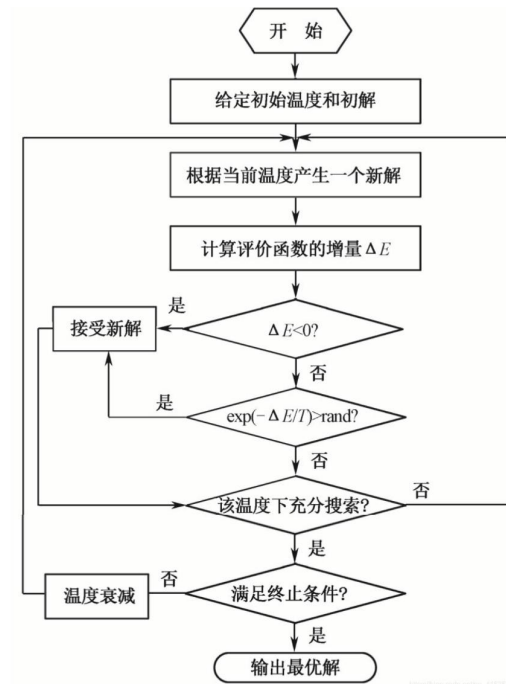 开 始
给定初始温度和初解
根据当前温度产生一个新解
计算评价函数的增量ΔE
是
接受新解
ΔE<0?
否
是
exp(-ΔE/T)>rand?
否
该温度下充分搜索?
否
是
否
温度衰减
满足终止条件?
是
输出最优解